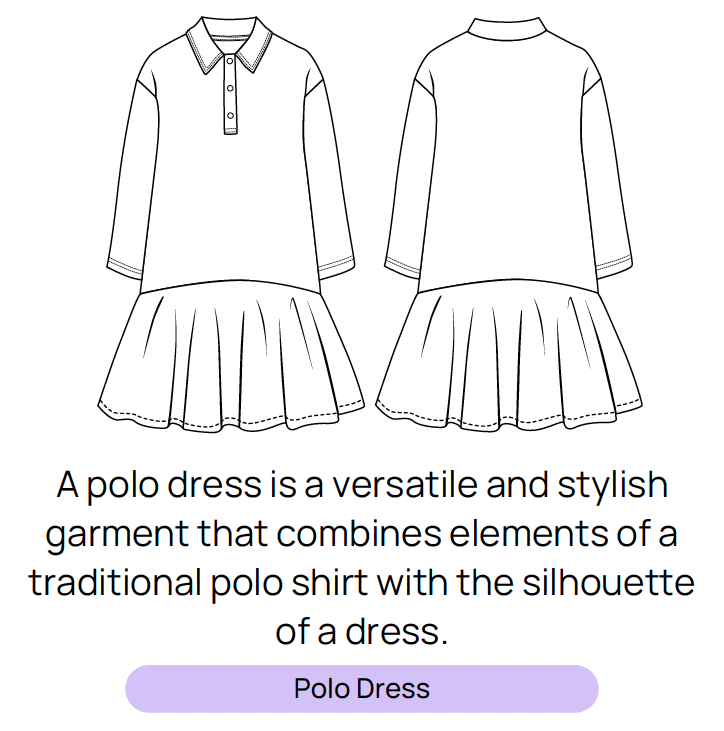 A polo dress is a versatile and stylish
garment that combines elements of a
traditional polo shirt with the silhouette
of a dress.
Polo Dress